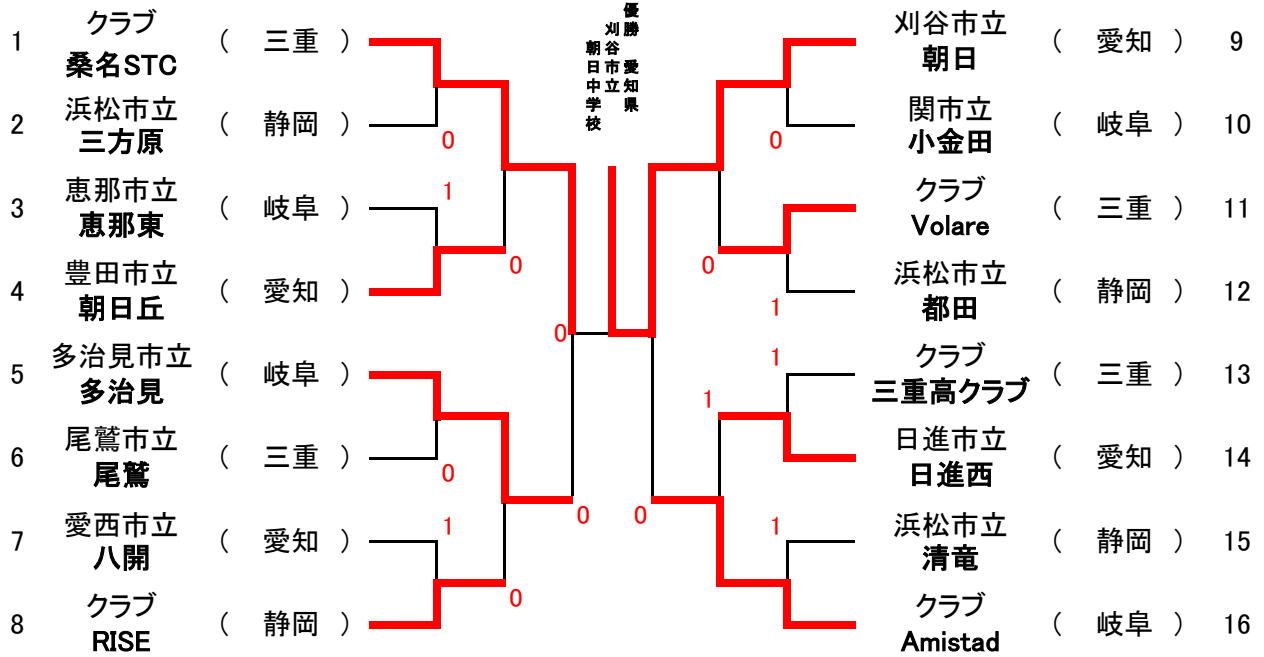 優勝 愛知県
刈谷市立
朝日中学校
1 クラブ ( 三重 )
桑名STC
2 浜松市立 ( 静岡 )
三方原
0
3 恵那市立 ( 岐阜 )
恵那東
1
0
4 豊田市立 ( 愛知 )
朝日丘
0
5 多治見市立 ( 岐阜 )
多治見
6 尾鷲市立 ( 三重 )
尾鷲
0
7 愛西市立 ( 愛知 )
八開
1
0
0
8 クラブ ( 静岡 )
RISE
刈谷市立 ( 愛知 ) 9
朝日
関市立 ( 岐阜 ) 10
小金田
0
クラブ ( 三重 ) 11
Volare
0
浜松市立 ( 静岡 ) 12
都田
1
クラブ ( 三重 ) 13
三重高クラブ
1
1
日進市立 ( 愛知 ) 14
日進西
浜松市立 ( 静岡 ) 15
清竜
1
0
クラブ ( 岐阜 ) 16
Amistad